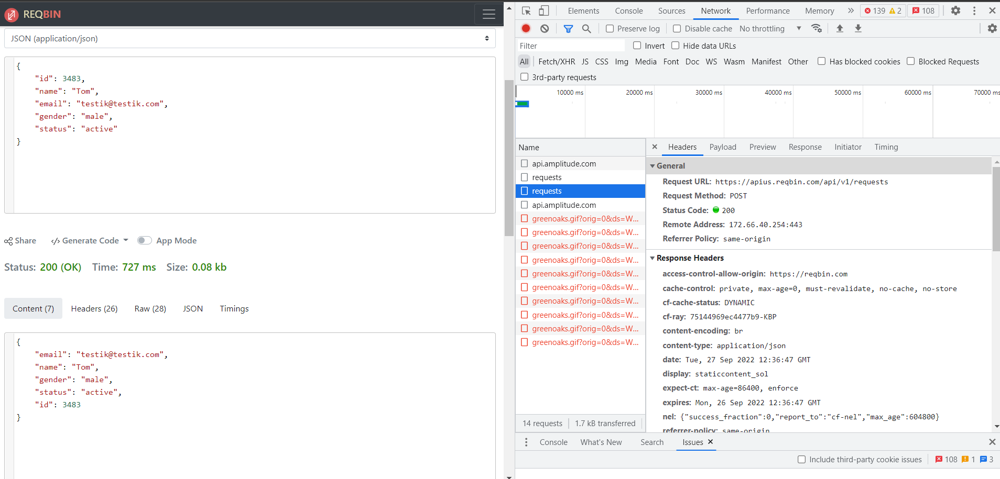 REQBIN
JSON (application/json)
{
"id": 3483,
"name": "Tom",
"email": "testik@testik.com",
"gender": "male",
"status": "active"
}
Share
</> Generate Code
App Mode
Status: 200 (OK) Time: 727 ms Size: 0.08 kb
Content (7) Headers (26) Raw (28) JSON Timings
{
"email": "testik@testik.com",
"name": "Tom",
"gender": "male",
"status": "active",
"id": 3483
}
Elements Console Sources Network Performance Memory » 139 2 108
Preserve log Disable cache No throttling
Filter Invert Hide data URLs
All Fetch/XHR JS CSS Img Media Font Doc WS Wasm Manifest Other Has blocked cookies Blocked Requests
3rd-party requests
10000 ms 20000 ms 30000 ms 40000 ms 50000 ms 60000 ms 70000 ms
Name
api.amplitude.com
requests
requests
api.amplitude.com
greenoaks.gif?orig=0&ds=W...
greenoaks.gif?orig=0&ds=W...
greenoaks.gif?orig=0&ds=W...
greenoaks.gif?orig=0&ds=W...
greenoaks.gif?orig=0&ds=W...
greenoaks.gif?orig=0&ds=W...
greenoaks.gif?orig=0&ds=W...
greenoaks.gif?orig=0&ds=W...
greenoaks.gif?orig=0&ds=W...
greenoaks.gif?orig=0&ds=W...
14 requests 1.7 kB transferred
Headers Payload Preview Response Initiator Timing
General
Request URL: https://apius.reqbin.com/api/v1/requests
Request Method: POST
Status Code: 200
Remote Address: 172.66.40.254:443
Referrer Policy: same-origin
Response Headers
access-control-allow-origin: https://reqbin.com
cache-control: private, max-age=0, must-revalidate, no-cache, no-store
cf-cache-status: DYNAMIC
cf-ray: 75144969ec4477b9-KBP
content-encoding: br
content-type: application/json
date: Tue, 27 Sep 2022 12:36:47 GMT
display: staticcontent_sol
expect-ct: max-age=86400, enforce
expires: Mon, 26 Sep 2022 12:36:47 GMT
nel: {"success_fraction":0,"report_to":"cf-nel","max_age":604800}
referrer-policy: same-origin
Console What's New Search Issues
Include third-party cookie issues 108 1 3